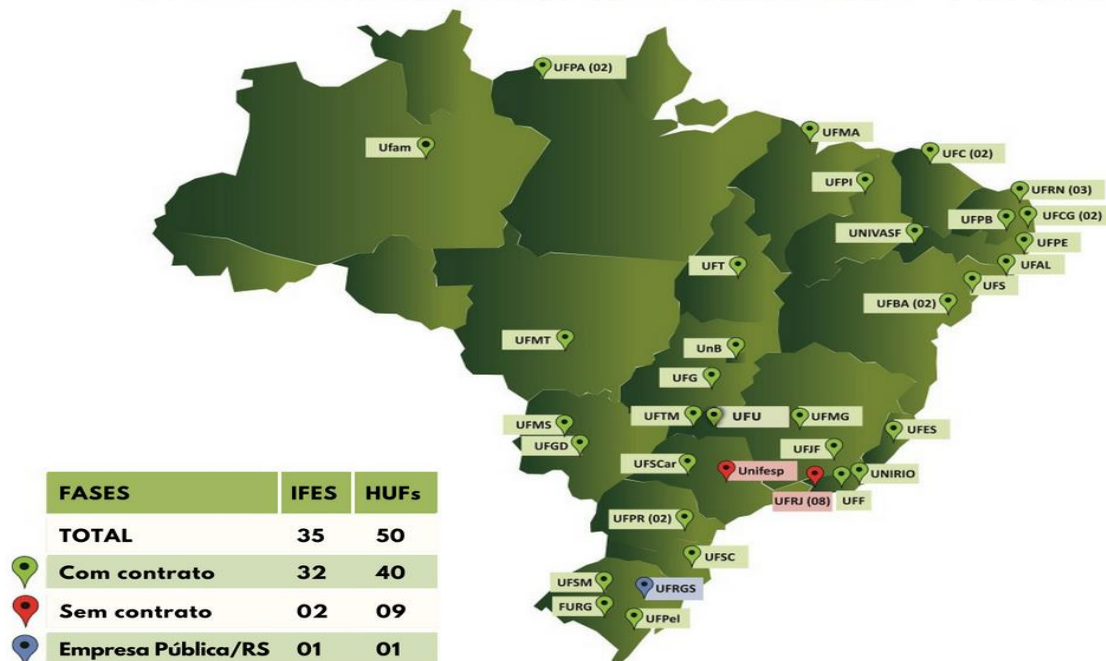 UFPA (02)
UFMA
Ufam
UFC (02)
UFPI
UFRN (03)
UFPB
UFCG (02)
UNIVASF
UFPE
UFT
UFAL
UFS
UFBA (02)
UFMT
UnB
UFG
UFTM
UFU
UFMG
UFMS
UFES
UFGD
UFJF
UFSCar
Unifesp
UNIRIO
UFRJ (08)
UFF
UFPR (02)
UFSC
UFSM
UFRGS
FURG
UFPel
FASES IFES HUFs
TOTAL 35 50
Com contrato 32 40
Sem contrato 02 09
Empresa Pública/RS 01 01